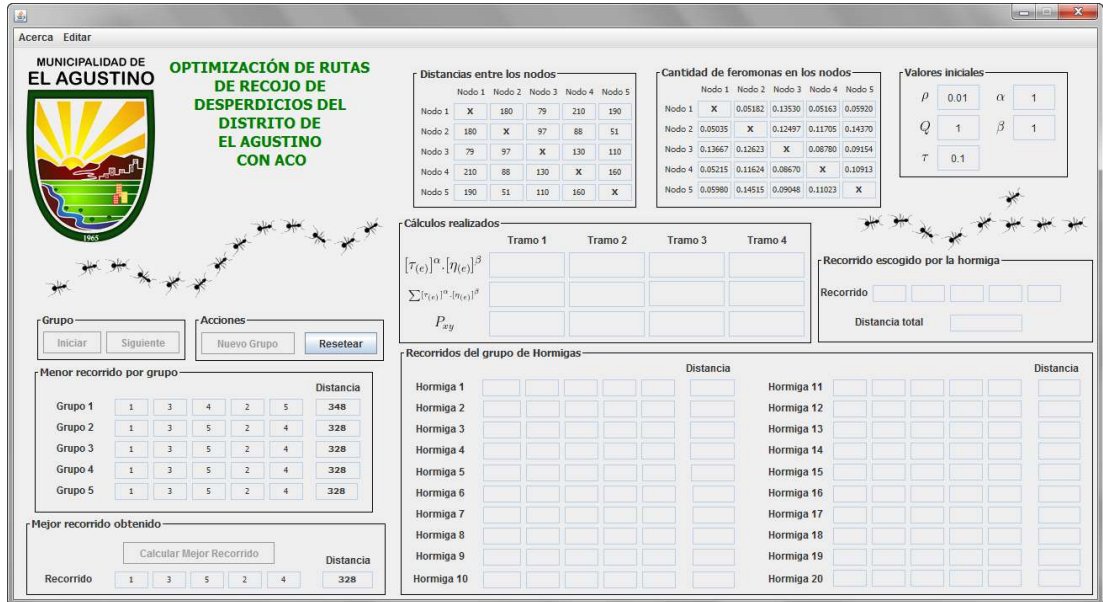 Acerca Editar
MUNICIPALIDAD DE
EL AGUSTINO
1965
OPTIMIZACIÓN DE RUTAS
DE RECOJO DE
DESPERDICIOS DEL
DISTRITO DE
EL AGUSTINO
CON ACO
Distancias entre los nodos
Nodo 1 Nodo 2 Nodo 3 Nodo 4 Nodo 5
Nodo 1 X 180 79 210 190
Nodo 2 180 X 97 88 51
Nodo 3 79 97 X 130 110
Nodo 4 210 88 130 X 160
Nodo 5 190 51 110 160 X
Cantidad de feromonas en los nodos
Nodo 1 Nodo 2 Nodo 3 Nodo 4 Nodo 5
Nodo 1 X 0.05182 0.13530 0.05163 0.05920
Nodo 2 0.05035 X 0.12497 0.11705 0.14370
Nodo 3 0.13667 0.12623 X 0.08780 0.09154
Nodo 4 0.05215 0.11624 0.08670 X 0.10913
Nodo 5 0.05980 0.14515 0.09048 0.11023 X
Valores iniciales
ρ 0.01 α 1
Q 1 β 1
τ 0.1
Cálculos realizados
Tramo 1 Tramo 2 Tramo 3 Tramo 4
[τ(e)]^α.[η(e)]^β
∑[τ(e)]^α.[η(e)]^β
Pxy
Recorrido escogido por la hormiga
Recorrido
Distancia total
Grupo
Iniciar Siguiente
Acciones
Nuevo Grupo Resetear
Menor recorrido por grupo
Distancia
Grupo 1 1 3 4 2 5 348
Grupo 2 1 3 5 2 4 328
Grupo 3 1 3 5 2 4 328
Grupo 4 1 3 5 2 4 328
Grupo 5 1 3 5 2 4 328
Mejor recorrido obtenido
Calcular Mejor Recorrido
Distancia
Recorrido 1 3 5 2 4 328
Recorridos del grupo de Hormigas
Distancia Distancia
Hormiga 1 Hormiga 11
Hormiga 2 Hormiga 12
Hormiga 3 Hormiga 13
Hormiga 4 Hormiga 14
Hormiga 5 Hormiga 15
Hormiga 6 Hormiga 16
Hormiga 7 Hormiga 17
Hormiga 8 Hormiga 18
Hormiga 9 Hormiga 19
Hormiga 10 Hormiga 20